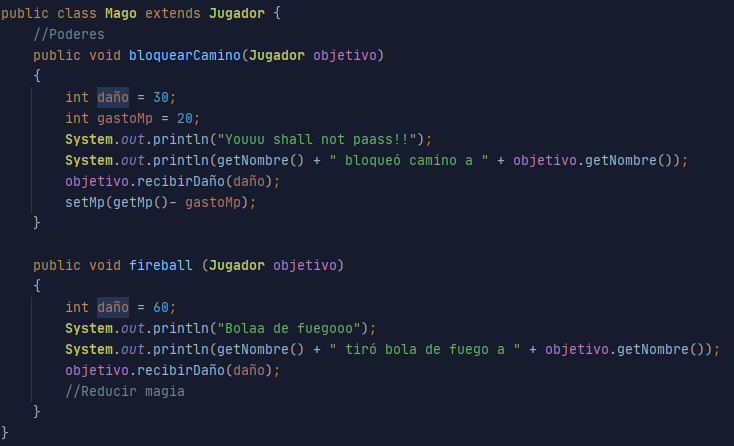 public class Mago extends Jugador {
    //Poderes
    public void bloquearCamino(Jugador objetivo)
    {
        int daño = 30;
        int gastoMp = 20;
        System.out.println("Youuu shall not paass!!");
        System.out.println(getNombre() + " bloqueó camino a " + objetivo.getNombre());
        objetivo.recibirDaño(daño);
        setMp(getMp()- gastoMp);
    }

    public void fireball (Jugador objetivo)
    {
        int daño = 60;
        System.out.println("Bolaa de fuegooo");
        System.out.println(getNombre() + " tiró bola de fuego a " + objetivo.getNombre());
        objetivo.recibirDaño(daño);
        //Reducir magia
    }
}